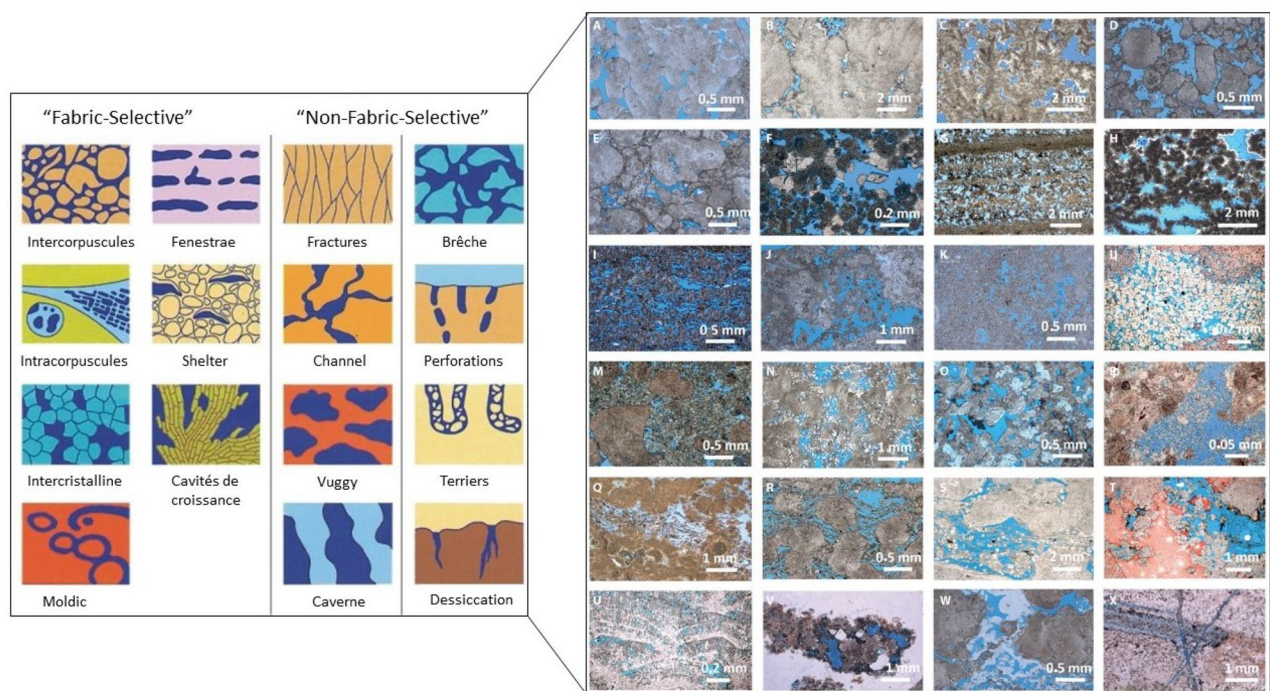 “Fabric-Selective”
“Non-Fabric-Selective”
Intercorpuscules
Fenestrae
Fractures
Brêche
Intracorpuscules
Shelter
Channel
Perforations
Intercristalline
Cavités de
croissance
Vuggy
Terriers
Moldic
Caverne
Dessiccation
A
0.5 mm
B
2 mm
C
2 mm
D
0.5 mm
E
0.5 mm
F
0.2 mm
G
2 mm
H
2 mm
I
0.5 mm
J
1 mm
K
0.5 mm
0.2 mm
M
0.5 mm
N
1 mm
O
0.5 mm
0.05 mm
Q
1 mm
R
0.5 mm
S
2 mm
T
1 mm
U
0.2 mm
V
1 mm
W
0.5 mm
X
1 mm